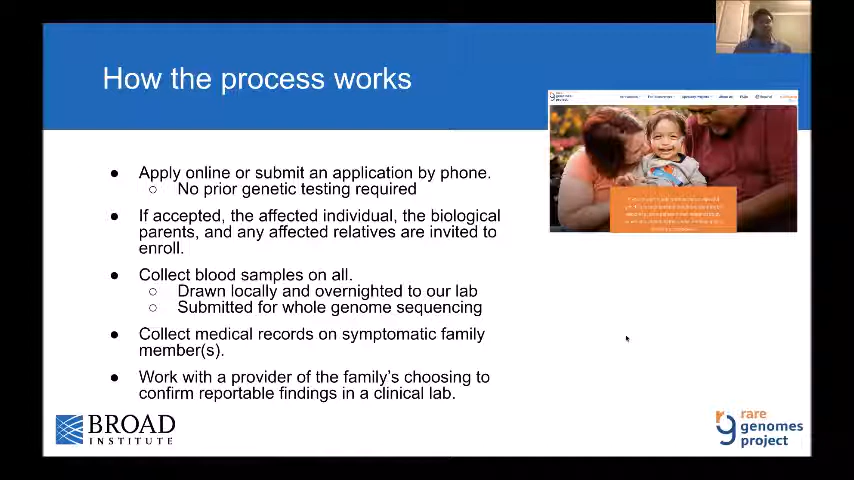 How the process works
rare
genomes
project
Apply online or submit an application by phone.
No prior genetic testing required
If accepted, the affected individual, the biological
parents, and any affected relatives are invited to
enroll.
Collect blood samples on all.
Drawn locally and overnighted to our lab
Submitted for whole genome sequencing
Collect medical records on symptomatic family
member(s).
Work with a provider of the family's choosing to
confirm reportable findings in a clinical lab.
BROAD
INSTITUTE
rare
genomes
project